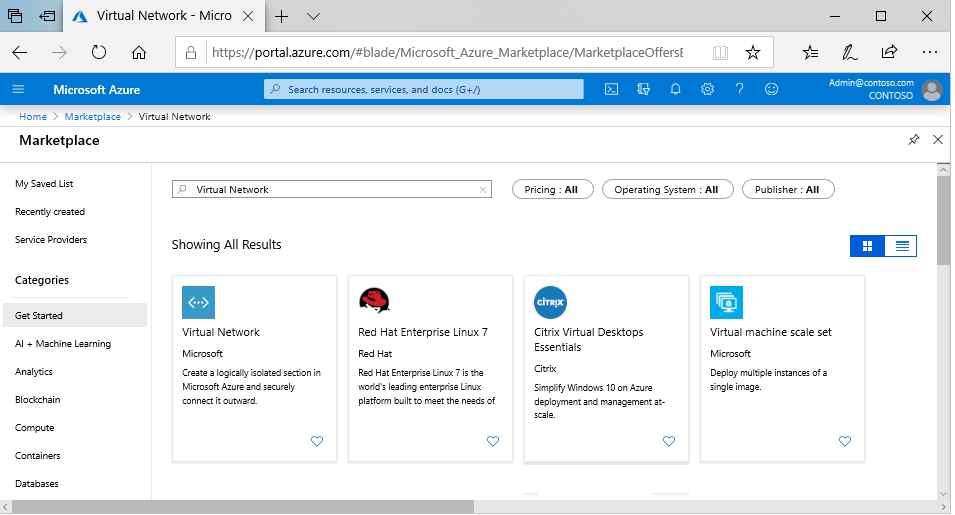 Virtual Network - Micro
https://portal.azure.com/#blade/Microsoft_Azure_Marketplace/MarketplaceOffersE
Microsoft Azure
Search resources, services, and docs (G+/)
Admin@contoso.com
CONTOSO
Home > Marketplace > Virtual Network
Marketplace
My Saved List
Recently created
Service Providers
Categories
Get Started
AI + Machine Learning
Analytics
Blockchain
Compute
Containers
Databases
Virtual Network
Pricing : All
Operating System : All
Publisher : All
Showing All Results
Virtual Network
Microsoft
Create a logically isolated section in
Microsoft Azure and securely
connect it outward.
Red Hat Enterprise Linux 7
Red Hat
Red Hat Enterprise Linux 7 is the
world's leading enterprise Linux
platform built to meet the needs of
CITRIX
Citrix Virtual Desktops
Essentials
Citrix
Simplify Windows 10 on Azure
deployment and management at-
scale.
Virtual machine scale set
Microsoft
Deploy multiple instances of a
single image.